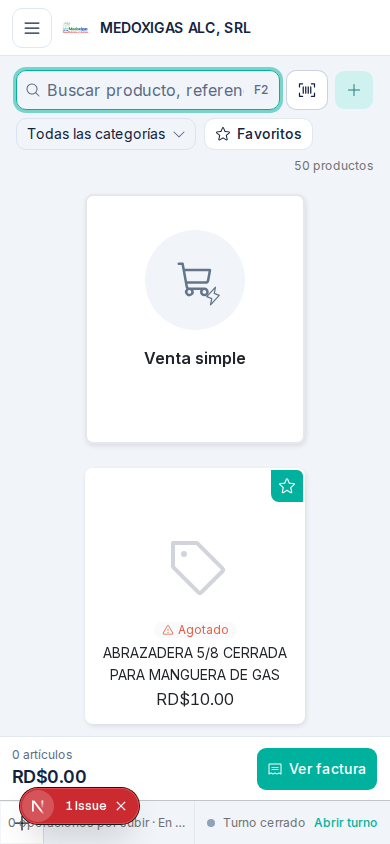 MEDOXIGAS ALC, SRL
Buscar producto, referen F2
Todas las categorías
Favoritos
50 productos
Venta simple
Agotado
ABRAZADERA 5/8 CERRADA
PARA MANGUERA DE GAS
RD$10.00
0 artículos
RD$0.00
Ver factura
N 1 Issue
subir · En ...
Turno cerrado Abrir turno